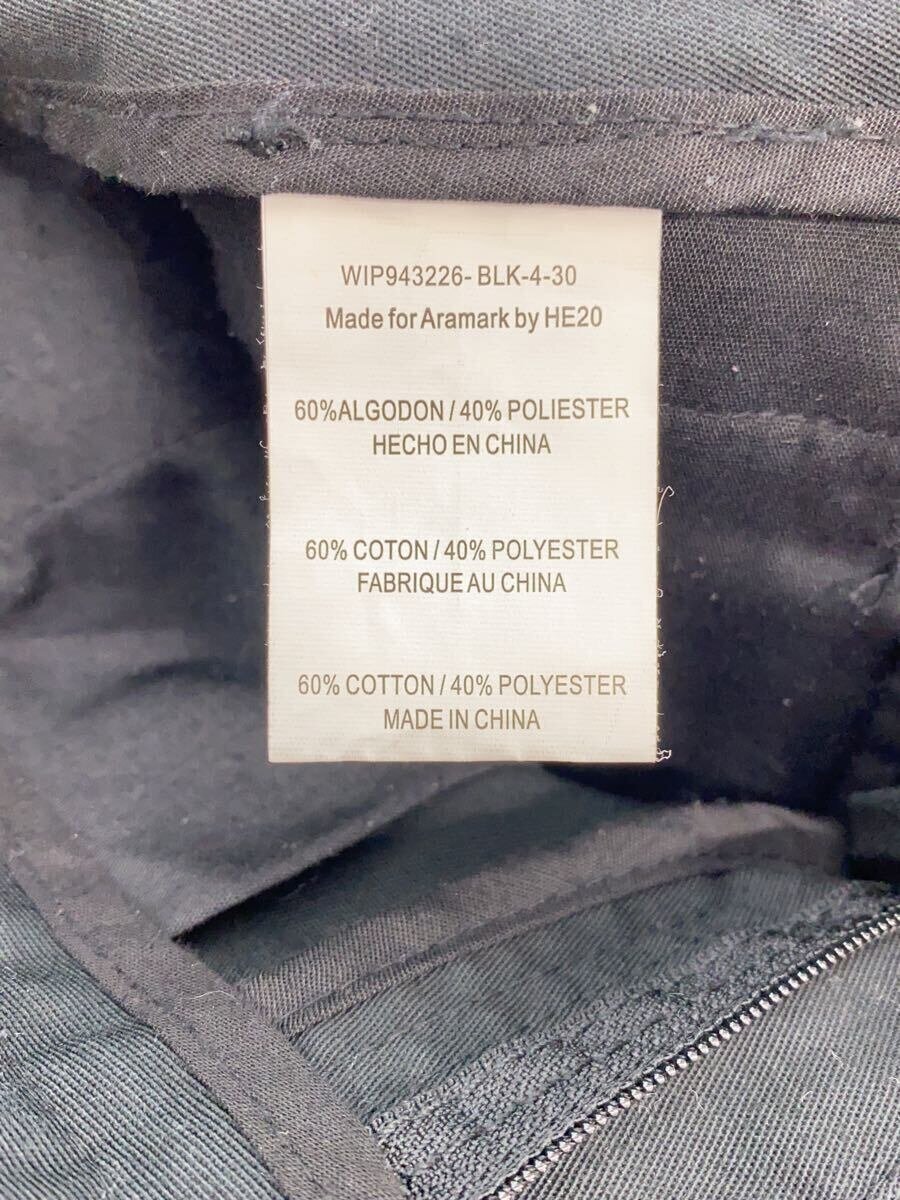 WIP943226- BLK-4-30
Made for Aramark by HE20
60%ALGODON / 40% POLIESTER
HECHO EN CHINA
60% COTON / 40% POLYESTER
FABRIQUE AU CHINA
60% COTTON / 40% POLYESTER
MADE IN CHINA